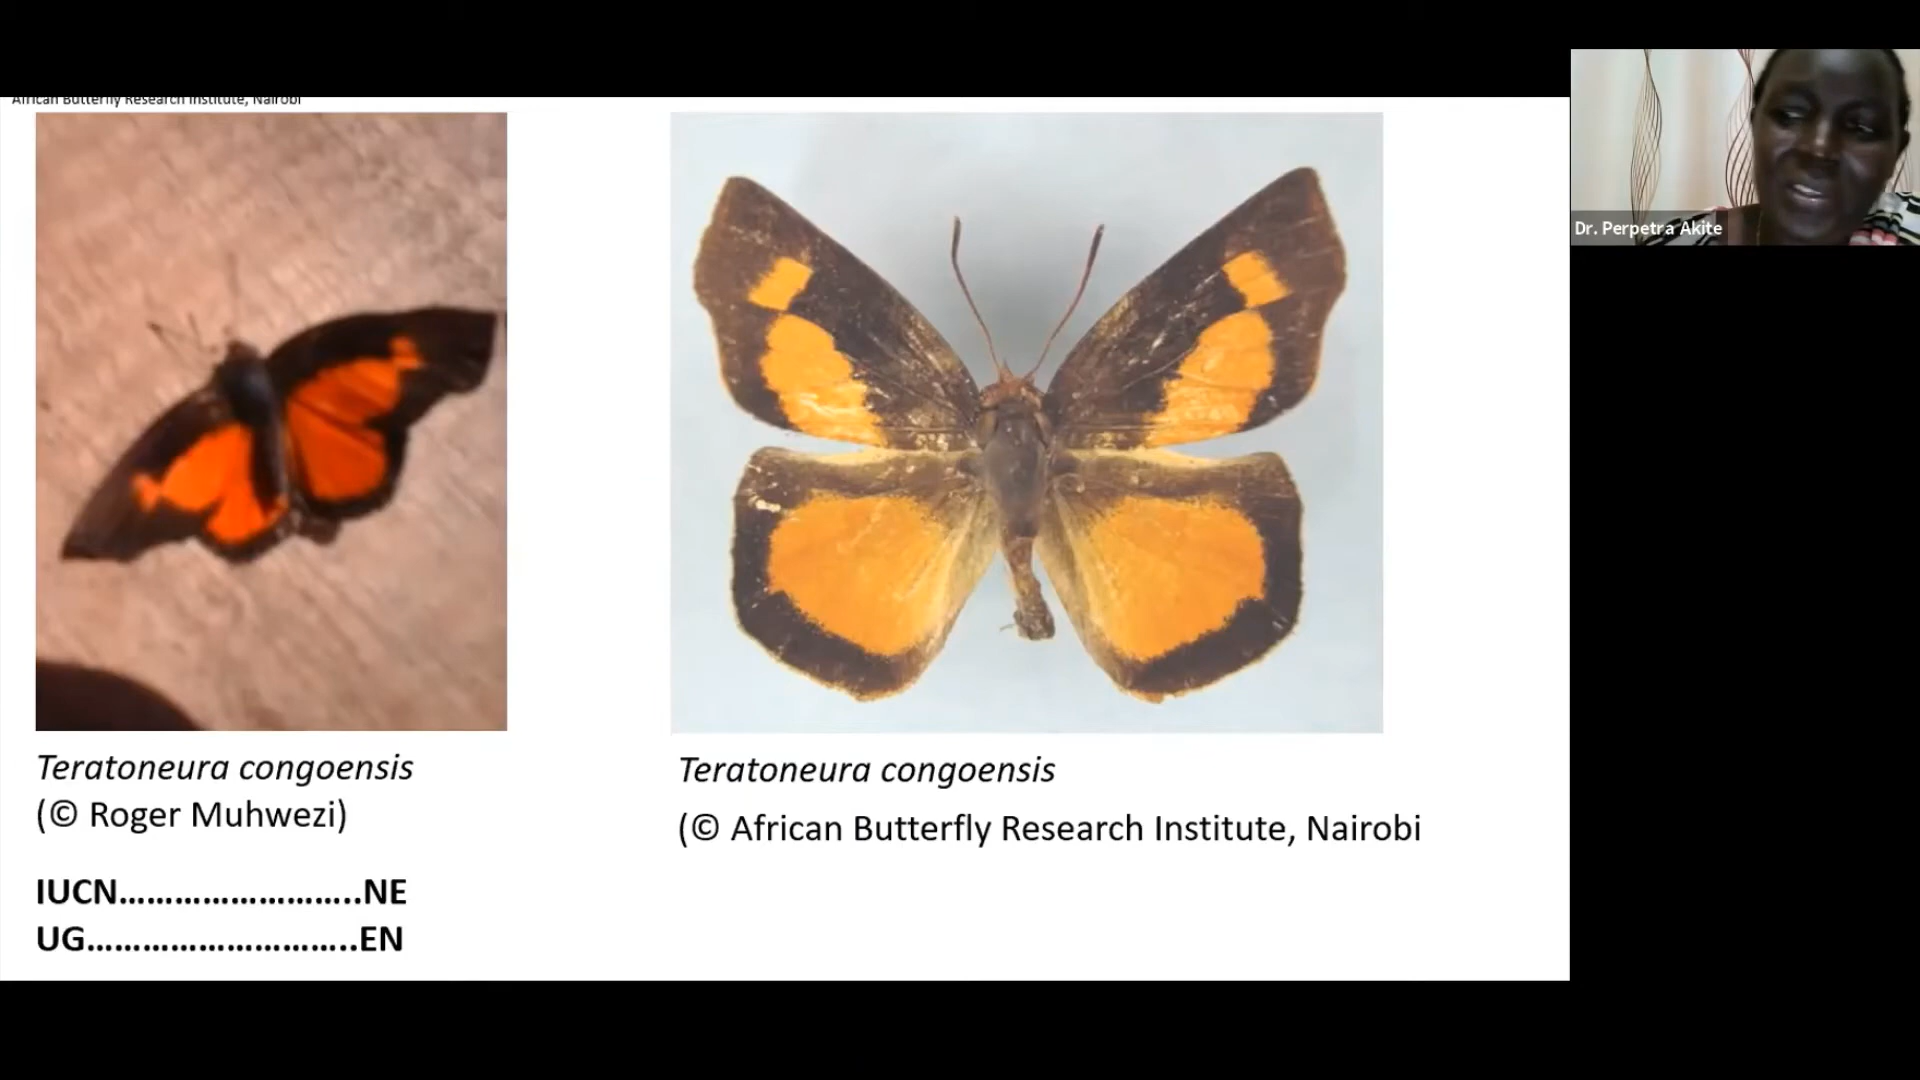 African Butterfly Research Institute, Nairobi
Dr. Perpetra Akite
Teratoneura congoensis
(© Roger Muhwezi)
Teratoneura congoensis
(© African Butterfly Research Institute, Nairobi
IUCN……………………..NE
UG………………………..EN